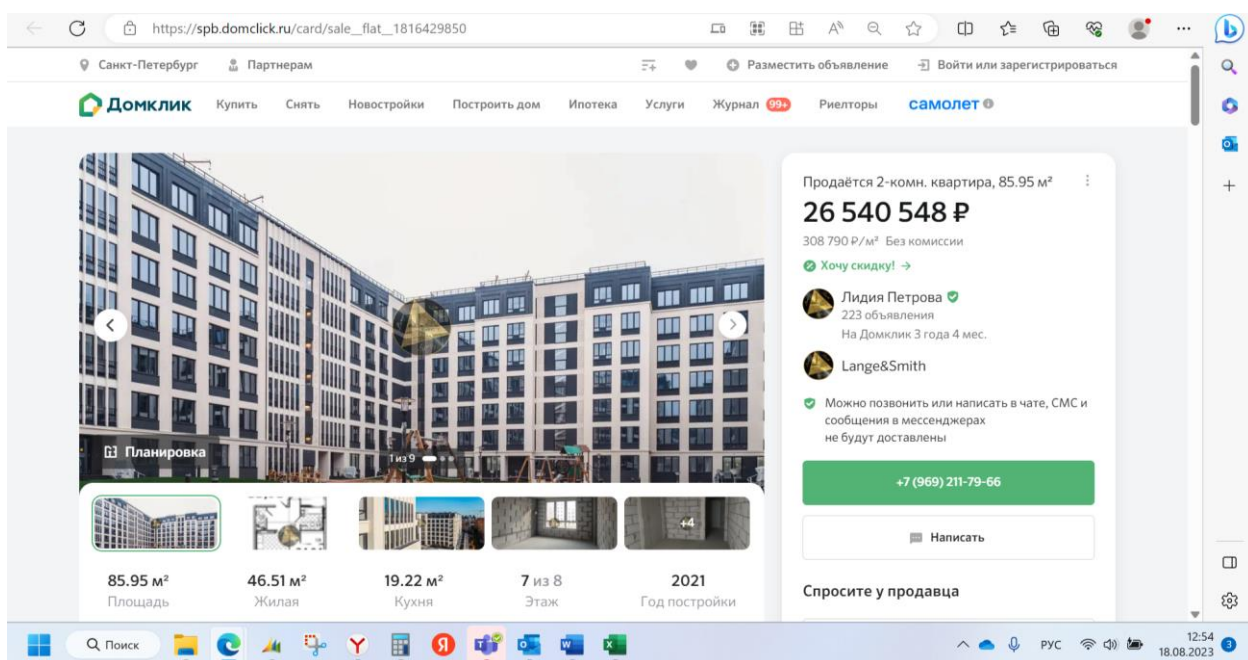 https://spb.domclick.ru/card/sale__flat__1816429850
Санкт-Петербург Партнерам Разместить объявление Войти или зарегистрироваться
Домклик Купить Снять Новостройки Построить дом Ипотека Услуги Журнал 99+ Риелторы самолет
Продаётся 2-комн. квартира, 85.95 м²
26 540 548 ₽
308 790 ₽/м² Без комиссии
Хочу скидку! →
Лидия Петрова
223 объявления
На Домклик 3 года 4 мес.
Lange&Smith
Можно позвонить или написать в чате, СМС и
сообщения в мессенджерах
не будут доставлены
+7 (969) 211-79-66
Написать
Спросите у продавца
Планировка
1 из 9
+4
85.95 м² 46.51 м² 19.22 м² 7 из 8 2021
Площадь Жилая Кухня Этаж Год постройки
Поиск
РУС
12:54
18.08.2023
3